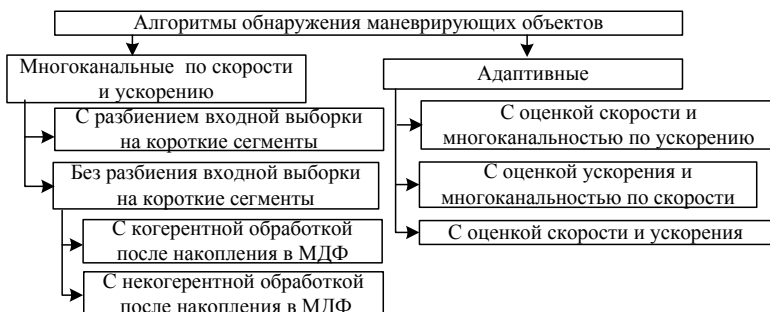 Алгоритмы обнаружения маневрирующих объектов
Многоканальные по скорости
и ускорению
С разбиением входной выборки
на короткие сегменты
Без разбиения входной выборки
на короткие сегменты
С когерентной обработкой
после накопления в МДФ
С некогерентной обработкой
после накопления в МДФ
Адаптивные
С оценкой скорости и
многоканальностью по ускорению
С оценкой ускорения и
многоканальностью по скорости
С оценкой скорости и ускорения